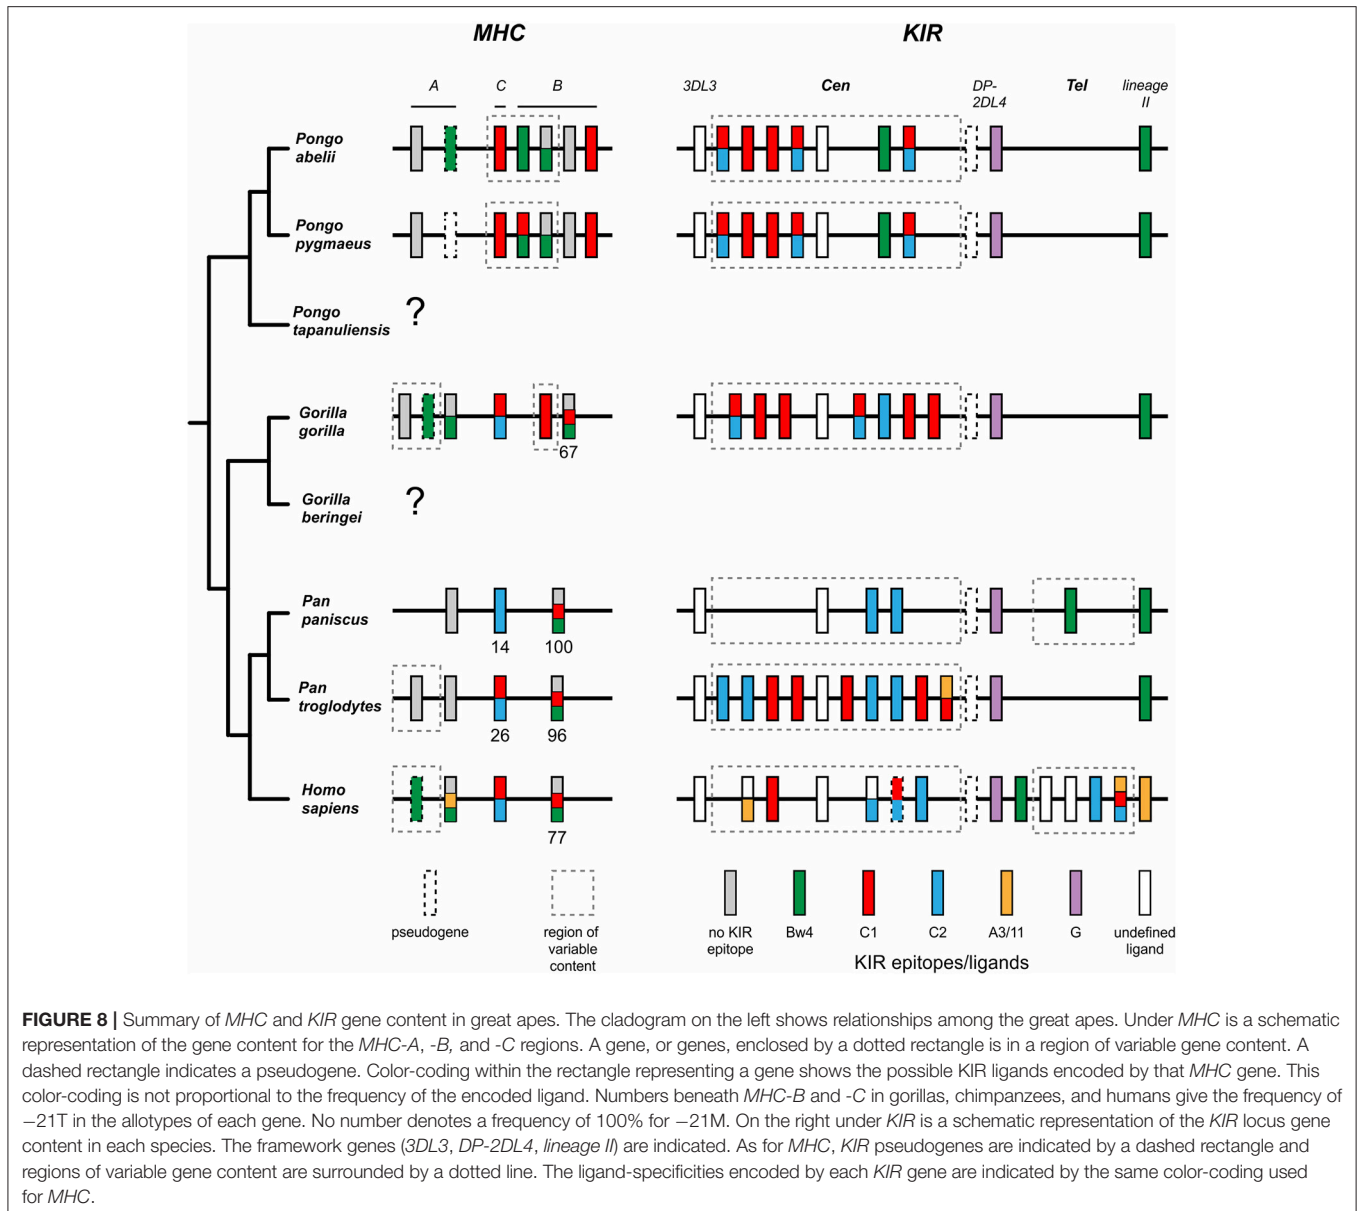 MHC
KIR
A
C
B
3DL3
Cen
DP-
2DL4
Tel
lineage
II
Pongo
abelii
Pongo
pygmaeus
Pongo
tapanuliensis
?
Gorilla
gorilla
67
Gorilla
beringei
?
Pan
paniscus
14
100
Pan
troglodytes
26
96
Homo
sapiens
77
pseudogene
region of
variable
content
no KIR
epitope
Bw4
C1
C2
A3/11
G
undefined
ligand
KIR epitopes/ligands
FIGURE 8 | Summary of MHC and KIR gene content in great apes. The cladogram on the left shows relationships among the great apes. Under MHC is a schematic
representation of the gene content for the MHC-A, -B, and -C regions. A gene, or genes, enclosed by a dotted rectangle is in a region of variable gene content. A
dashed rectangle indicates a pseudogene. Color-coding within the rectangle representing a gene shows the possible KIR ligands encoded by that MHC gene. This
color-coding is not proportional to the frequency of the encoded ligand. Numbers beneath MHC-B and -C in gorillas, chimpanzees, and humans give the frequency of
−21T in the allotypes of each gene. No number denotes a frequency of 100% for −21M. On the right under KIR is a schematic representation of the KIR locus gene
content in each species. The framework genes (3DL3, DP-2DL4, lineage II) are indicated. As for MHC, KIR pseudogenes are indicated by a dashed rectangle and
regions of variable gene content are surrounded by a dotted line. The ligand-specificities encoded by each KIR gene are indicated by the same color-coding used
for MHC.